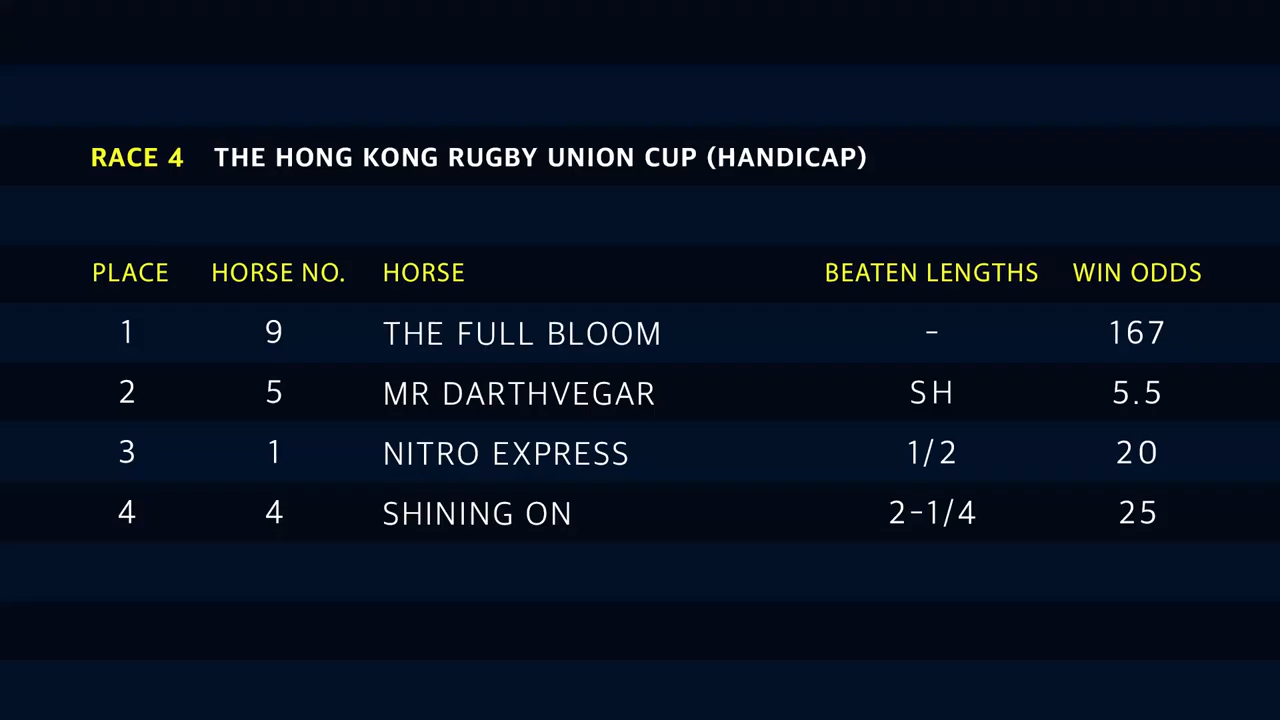 RACE 4 THE HONG KONG RUGBY UNION CUP (HANDICAP)
PLACE HORSE NO. HORSE BEATEN LENGTHS WIN ODDS
1 9 THE FULL BLOOM - 167
2 5 MR DARTHVEGAR SH 5.5
3 1 NITRO EXPRESS 1/2 20
4 4 SHINING ON 2-1/4 25